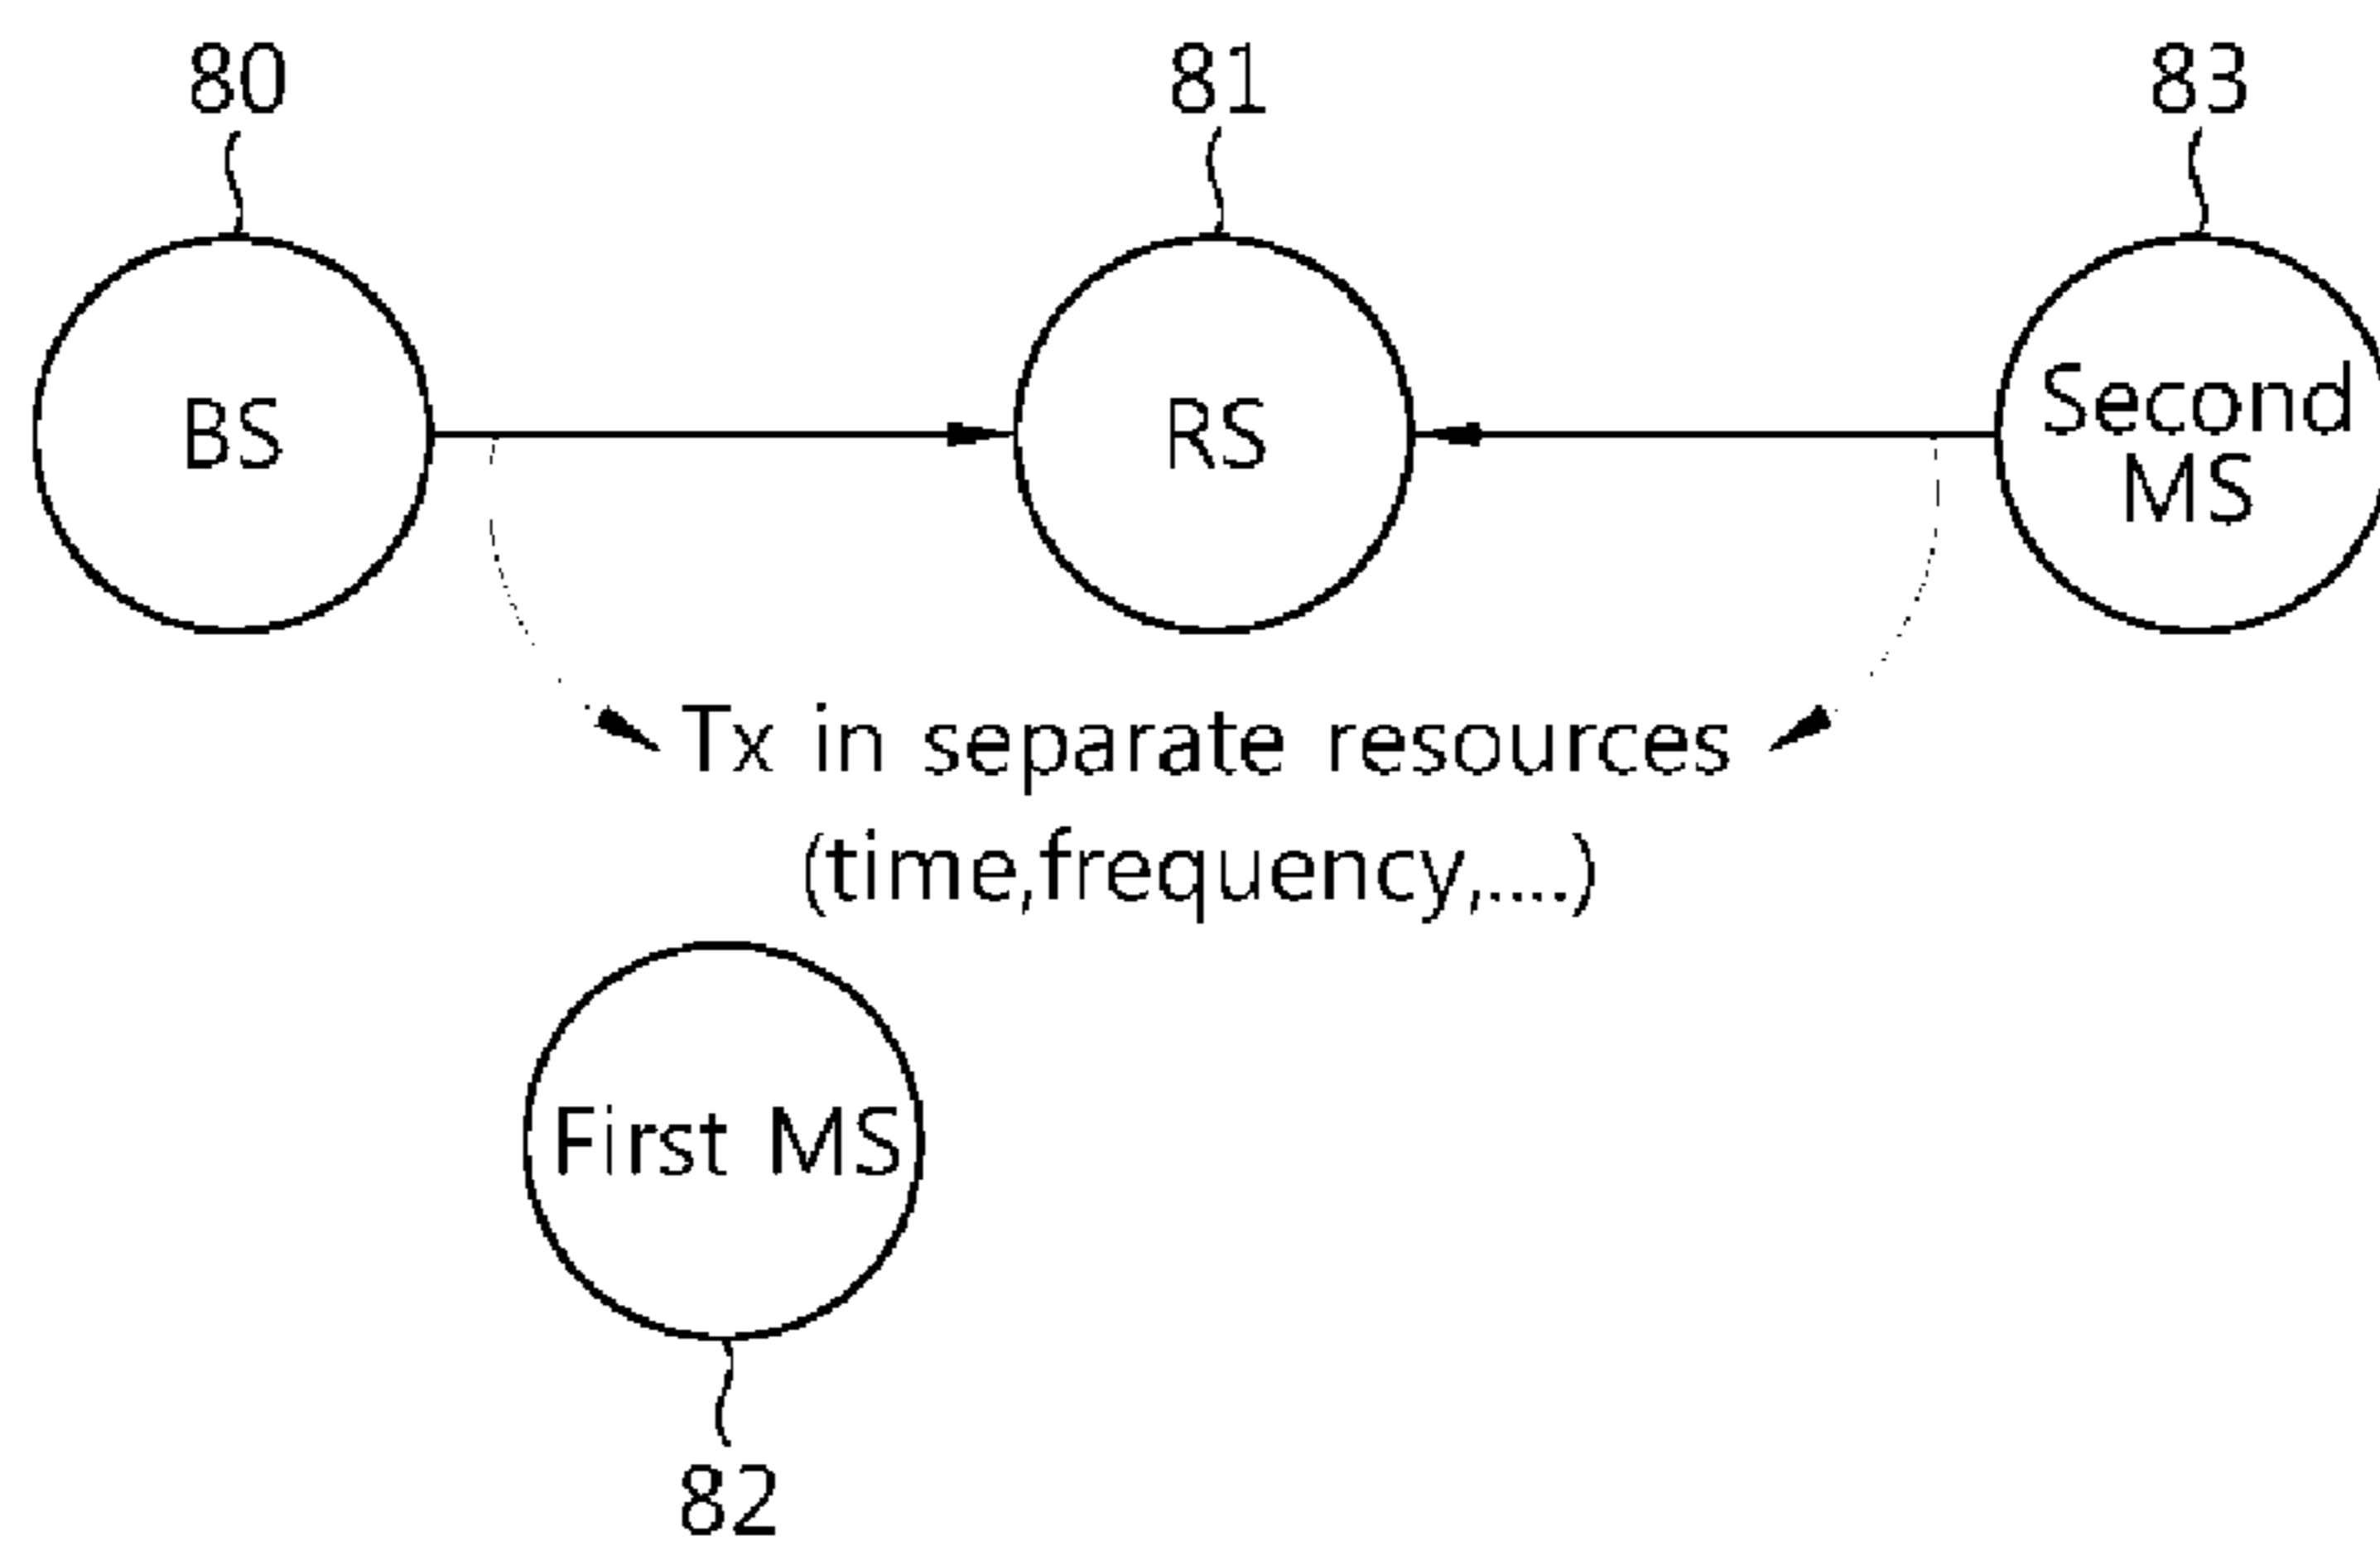 80
81
83
BS
RS
Second
MS
Tx in separate resources
(time,frequency,....)
First MS
82